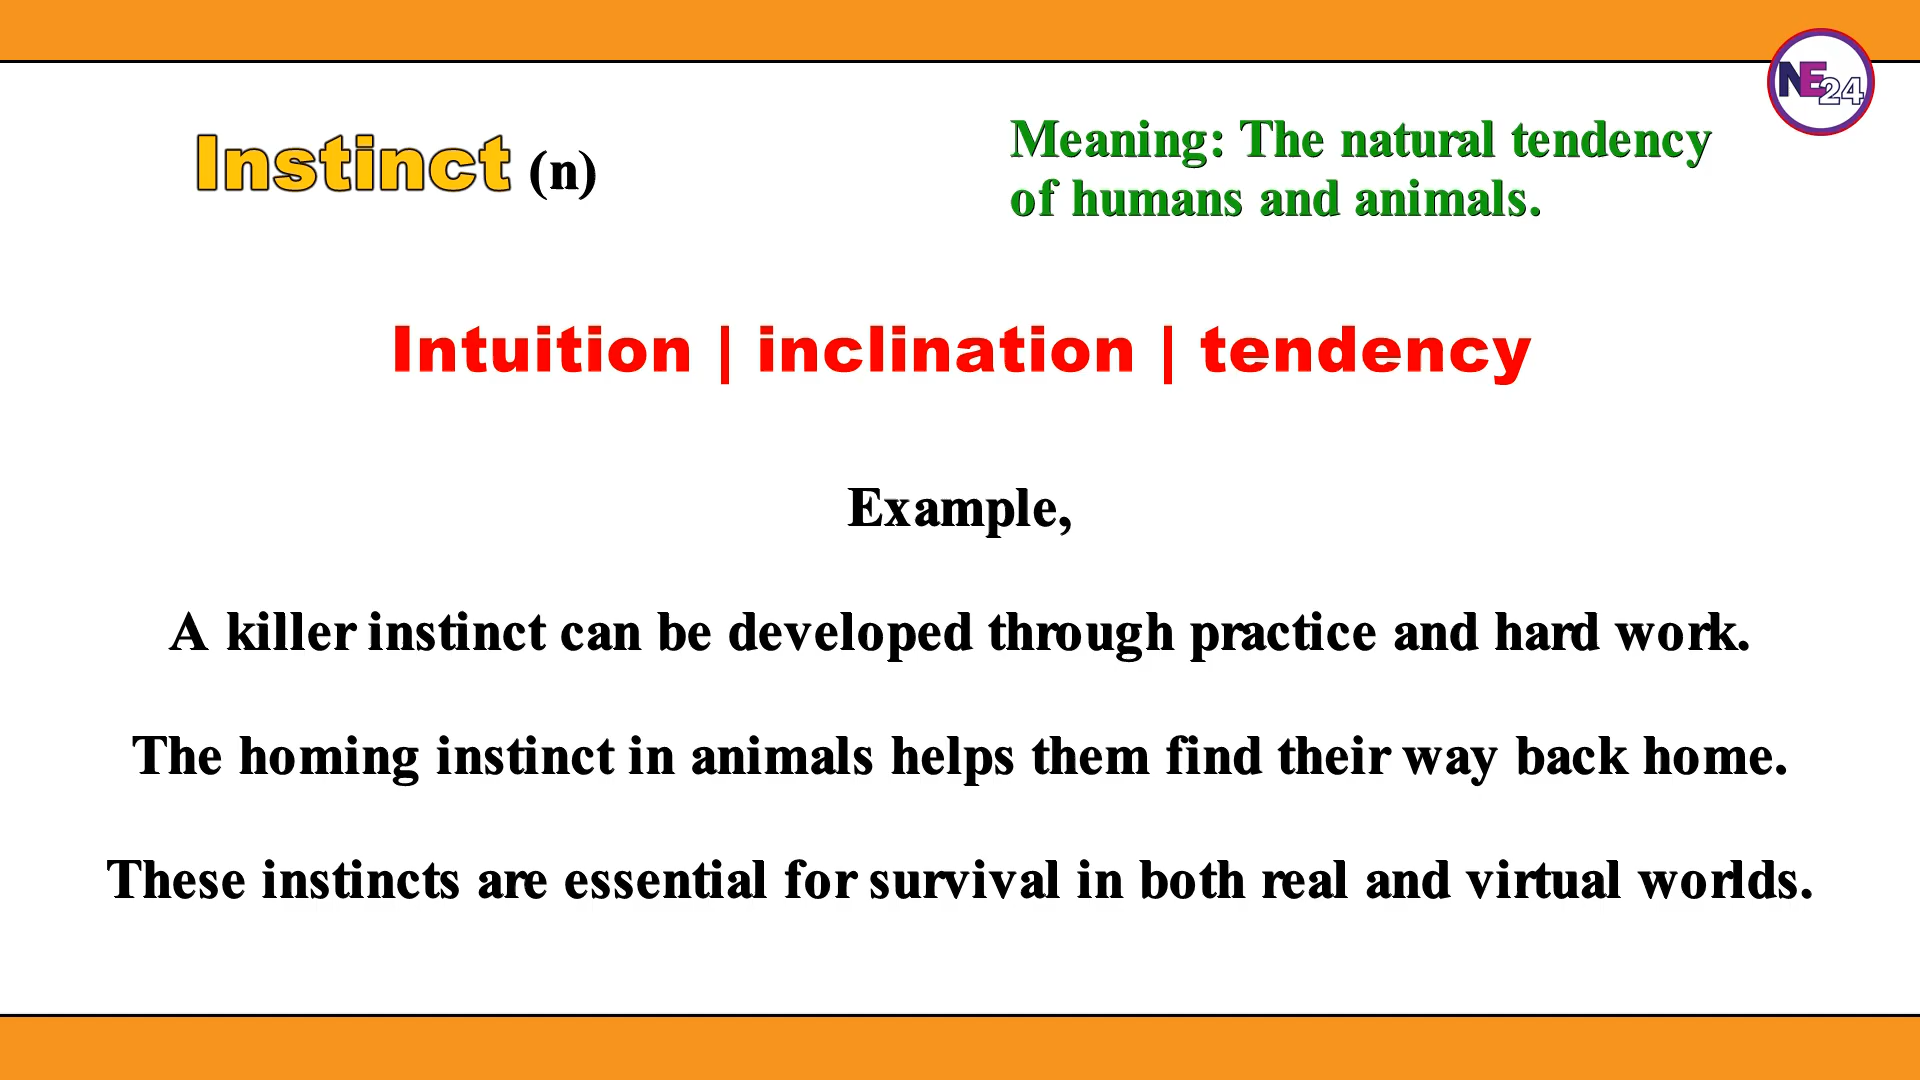 NE24
Instinct (n)
Meaning: The natural tendency
of humans and animals.
Intuition | inclination | tendency
Example,
A killer instinct can be developed through practice and hard work.
The homing instinct in animals helps them find their way back home.
These instincts are essential for survival in both real and virtual worlds.